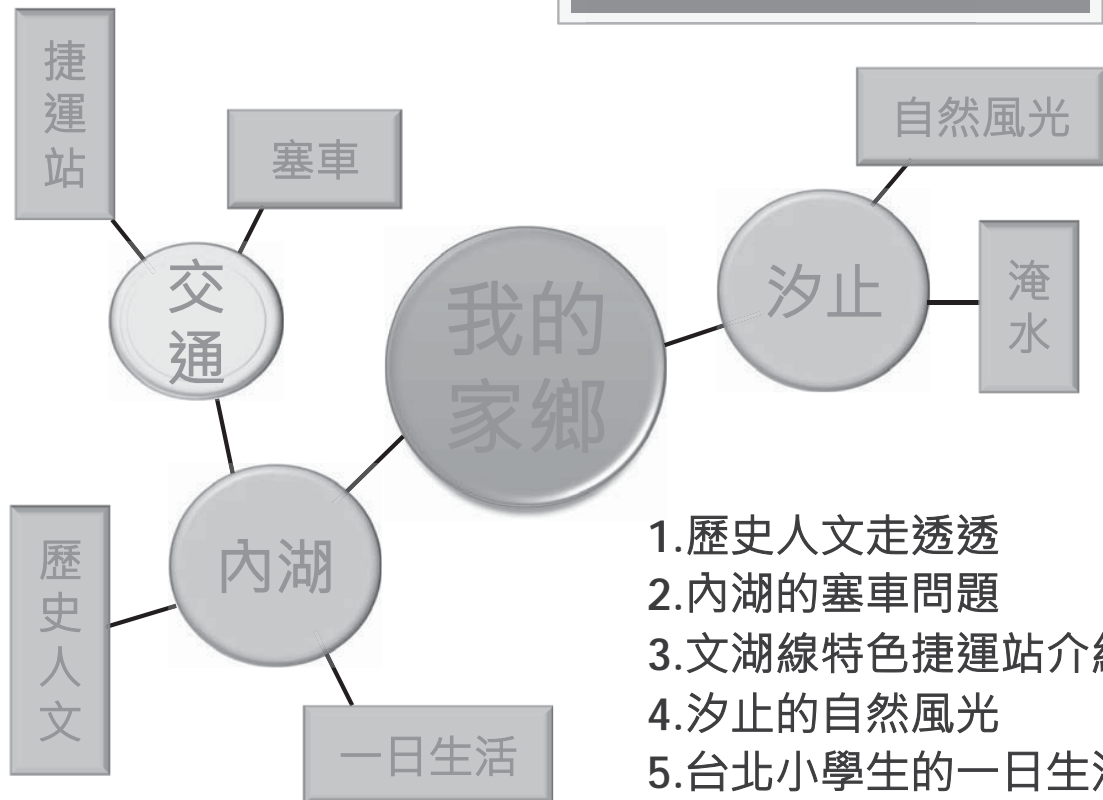 捷
運
站
塞車
自然風光
交
通
我的
家鄉
汐止
淹
水
內湖
歷
史
人
文
一日生活
1.歷史人文走透透
2.內湖的塞車問題
3.文湖線特色捷運站介紹
4.汐止的自然風光
5.台北小學生的一日生活